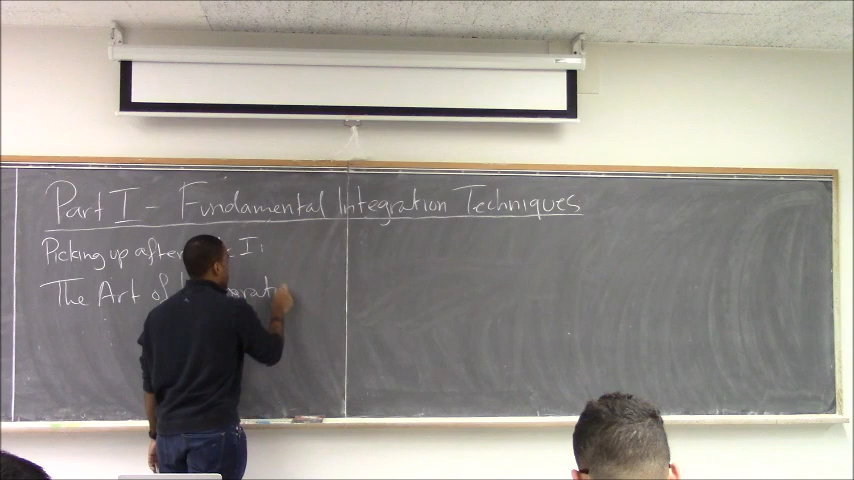 Part I - Fundamental Integration Techniques
Picking up after I:
The Art of